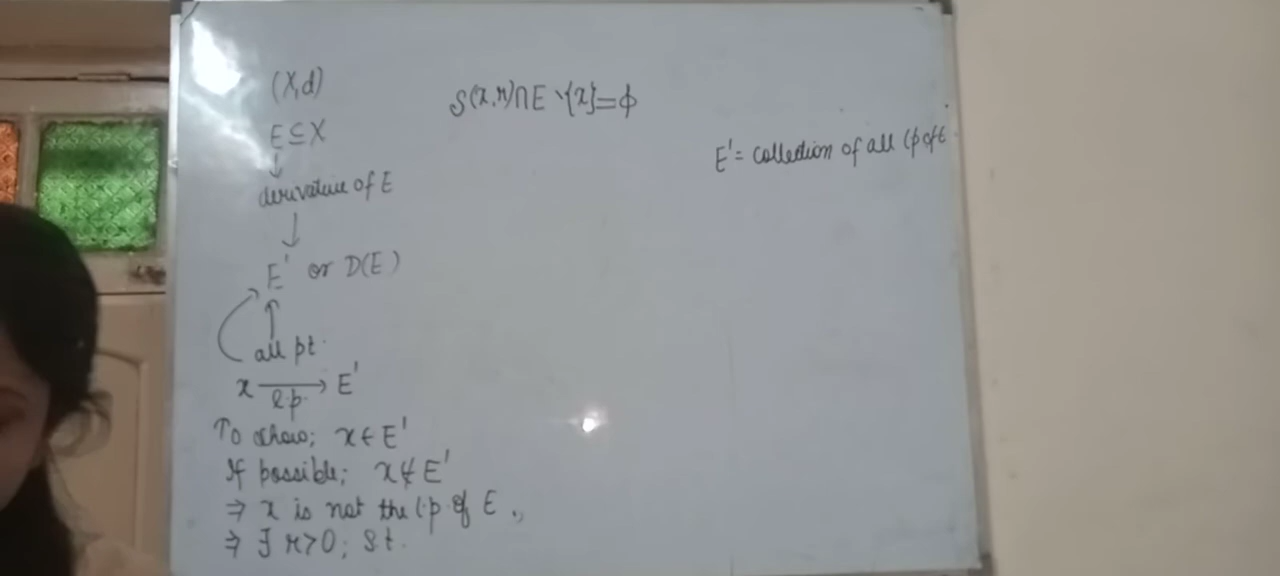 (X,d)
E⊆X
↓
derivative of E
↓
E' or D(E)
↑
all pt.
x → E'
l.p.
To show; x∈E'
If possible; x∉E'
⇒ x is not the l.p of E.,
⇒ ∃ r>0; s.t.
S(x,r)∩E \{x}=ϕ
E' = collection of all l.p of E.